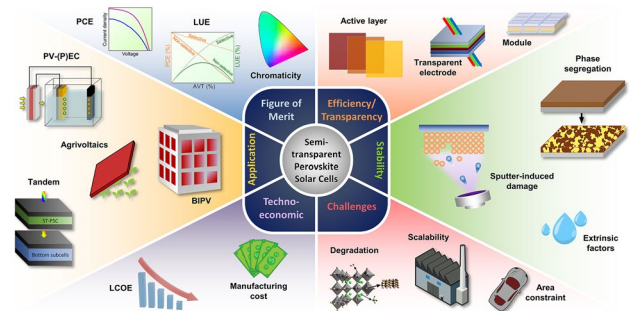 PCE
Current density
Voltage
LUE
PCE (%)
LUE (%)
AVT (%)
Chromaticity
Active layer
Transparent
electrode
Module
PV-(P)EC
Agrivoltaics
BIPV
Tandem
ST-PSC
Bottom subcells
Figure of
Merit
Efficiency/
Transparency
Application
Semi-
transparent
Perovskite
Solar Cells
Stability
Techno-
economic
Challenges
Phase
segregation
Sputter-induced
damage
Extrinsic
factors
LCOE
Manufacturing
cost
Degradation
Scalability
Area
constraint